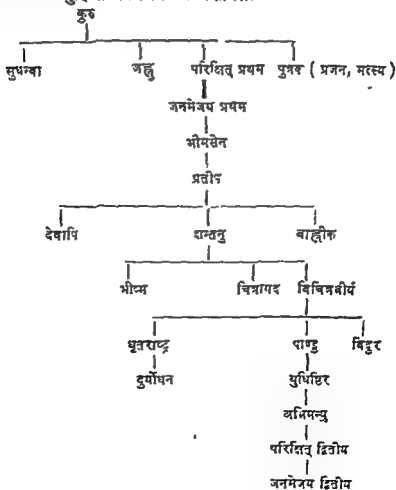 कुरु
सुधन्वा जह्नु परिक्षित् प्रथम पुत्रक ( प्रजन, मत्स्य )
जनमेजय प्रथम
भीमसेन
प्रतीप
देवापि शान्तनु बाह्लीक
भीष्म चित्रांगद विचित्रवीर्य
धृतराष्ट्र पाण्डु विदुर
दुर्योधन युधिष्ठिर
अभिमन्यु
परिक्षित् द्वितीय
जनमेजय द्वितीय